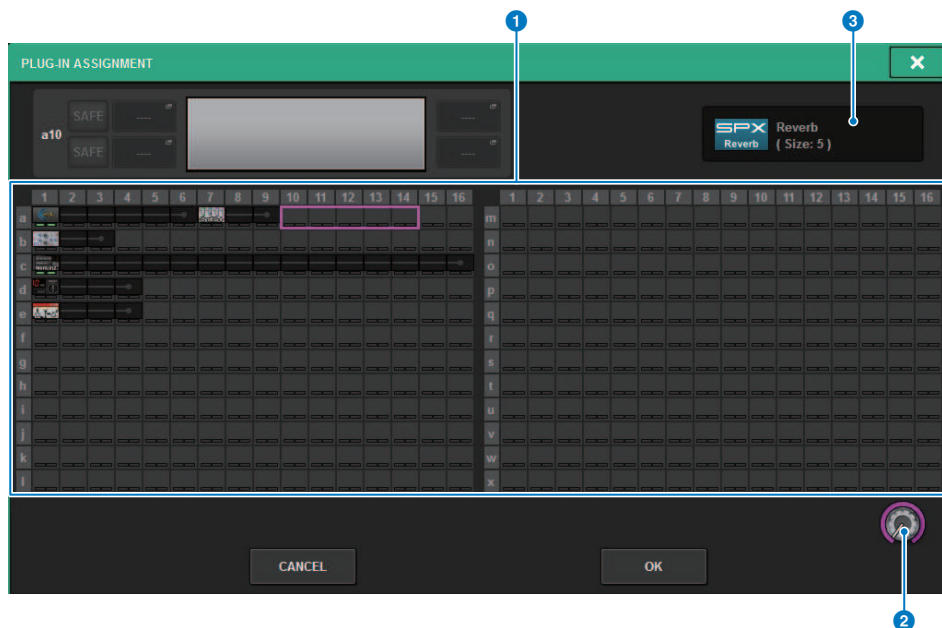 1 3
PLUG-IN ASSIGNMENT ×
a10 SAFE ---- ----
SAFE ---- ----
SPX Reverb
Reverb ( Size: 5 )
1 2 3 4 5 6 7 8 9 10 11 12 13 14 15 16 1 2 3 4 5 6 7 8 9 10 11 12 13 14 15 16
a m
b n
c o
d p
e q
f r
g s
h t
i u
j v
k w
l x
CANCEL OK
2